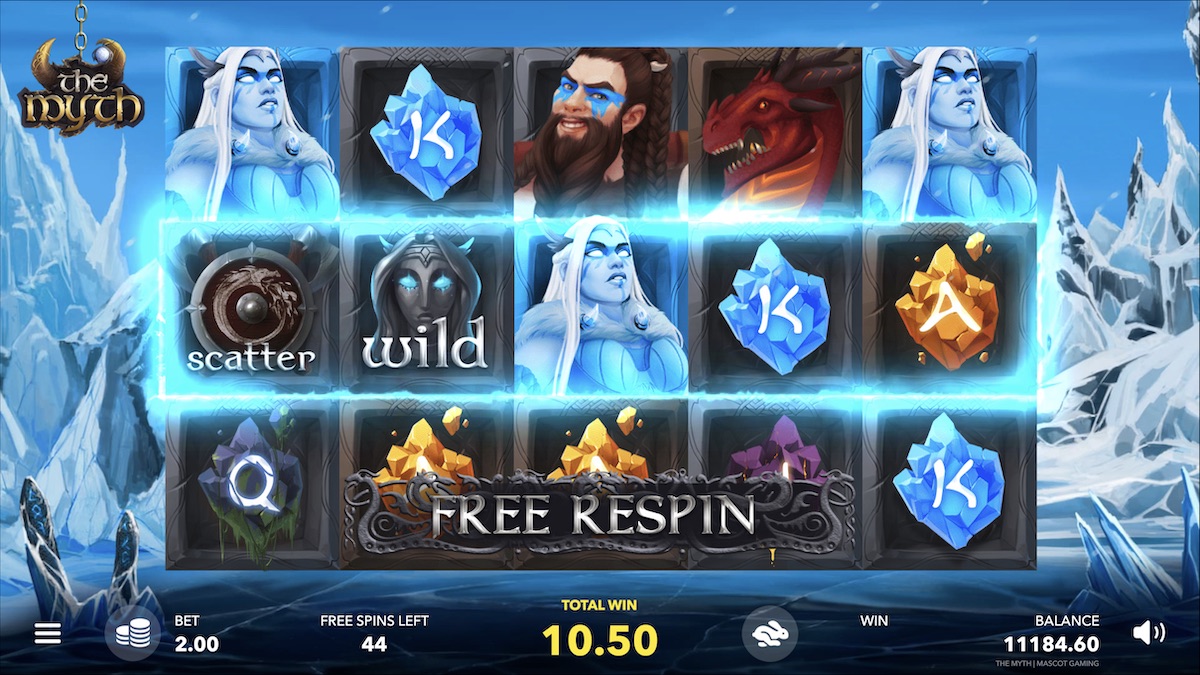 the
myth
K
scatter
wild
K
A
Q
K
FREE RESPIN
BET
2.00
FREE SPINS LEFT
44
TOTAL WIN
10.50
WIN
BALANCE
11184.60
THE MYTH | MASCOT GAMING